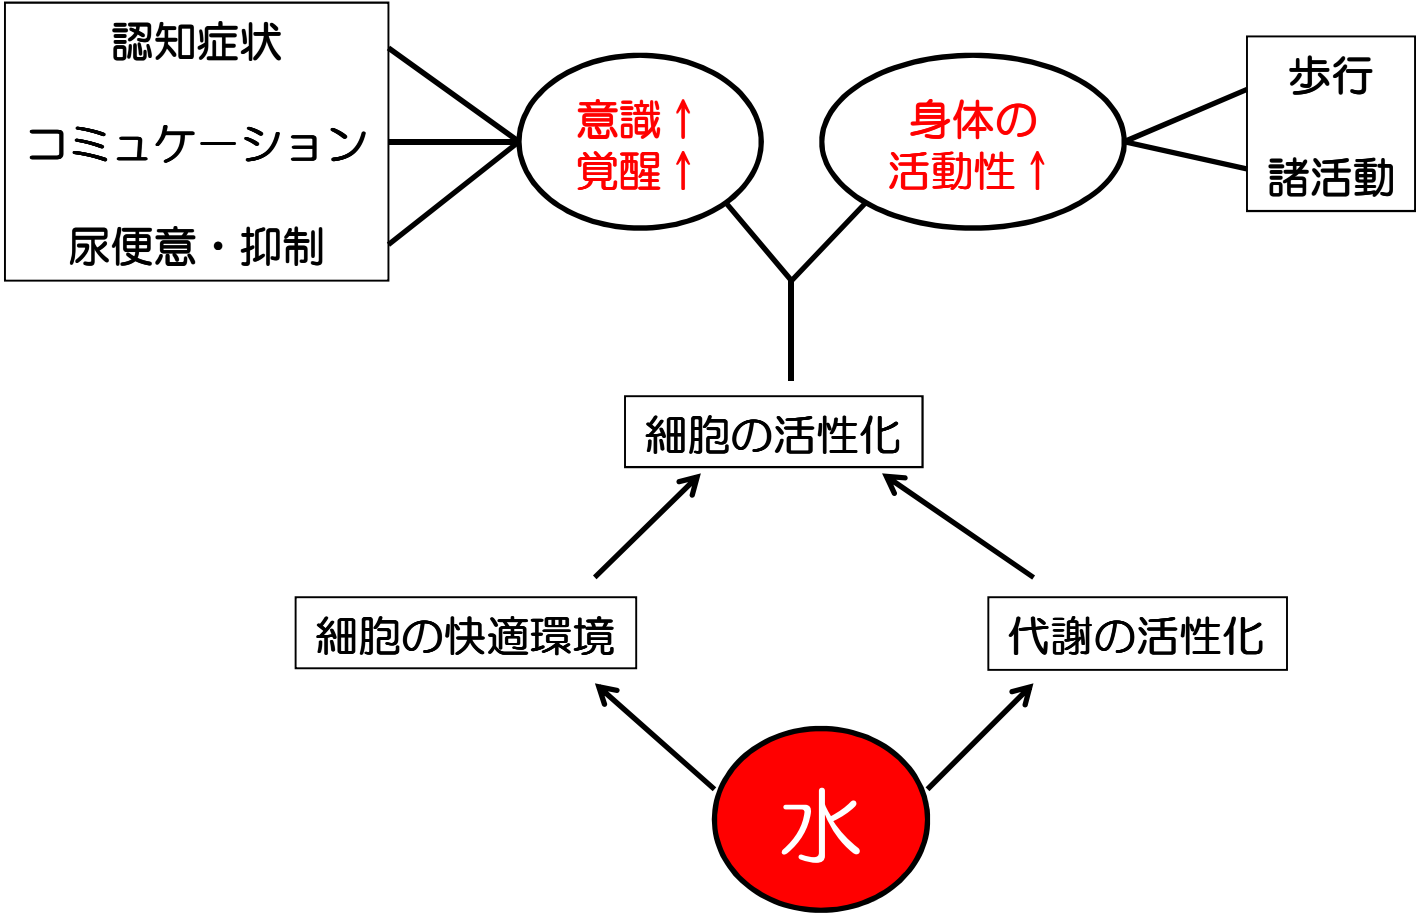 認知症状
コミュケーション
尿便意・抑制
意識↑
覚醒↑
身体の
活動性↑
歩行
諸活動
細胞の活性化
細胞の快適環境
代謝の活性化
水